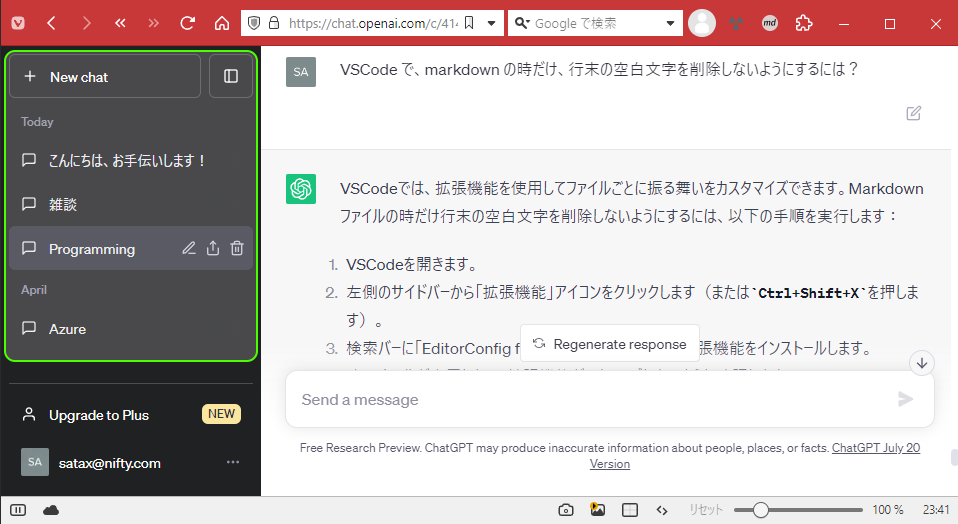 https://chat.openai.com/c/414
Google で検索
md
New chat
Today
こんにちは、お手伝いします！
雑談
Programming
April
Azure
Upgrade to Plus
NEW
SA
satax@nifty.com
SA
VSCode で、markdown の時だけ、行末の空白文字を削除しないようにするには？
VSCodeでは、拡張機能を使用してファイルごとに振る舞いをカスタマイズできます。Markdown
ファイルの時だけ行末の空白文字を削除しないようにするには、以下の手順を実行します：
1. VSCodeを開きます。
2. 左側のサイドバーから「拡張機能」アイコンをクリックします（または`Ctrl+Shift+X`を押しま
す）。
3. 検索バーに「EditorConfig f
張機能をインストールします。
Regenerate response
Send a message
Free Research Preview. ChatGPT may produce inaccurate information about people, places, or facts. ChatGPT July 20
Version
リセット
100 %
23:41